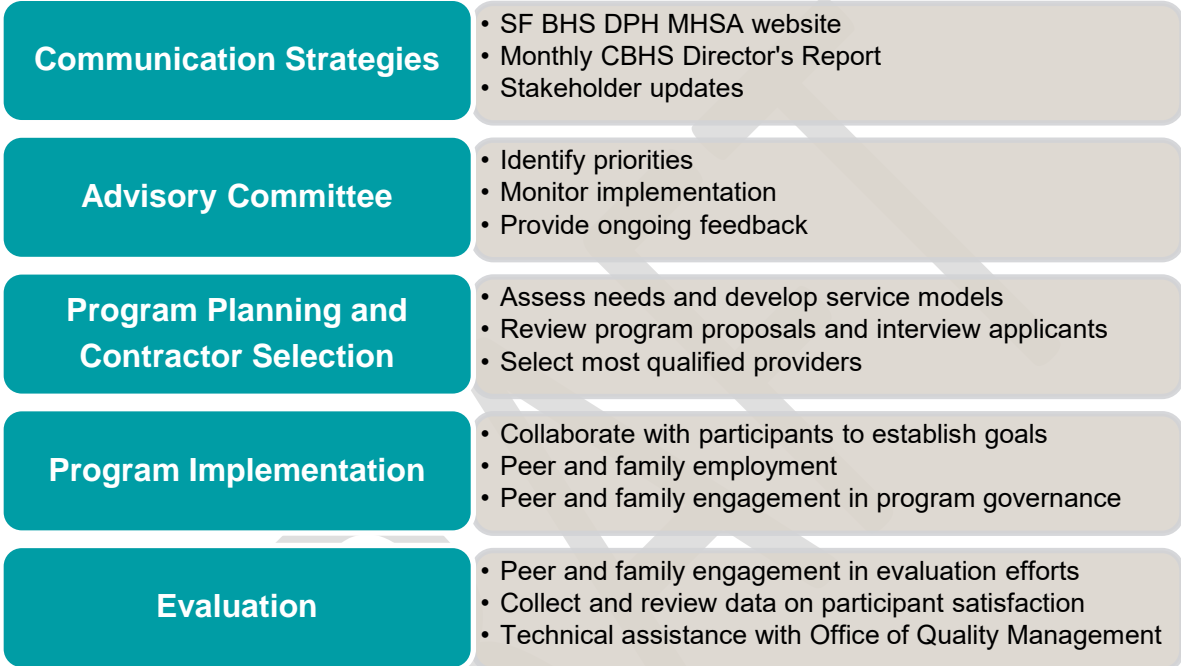 Communication Strategies
• SF BHS DPH MHSA website
• Monthly CBHS Director's Report
• Stakeholder updates
Advisory Committee
• Identify priorities
• Monitor implementation
• Provide ongoing feedback
Program Planning and
Contractor Selection
• Assess needs and develop service models
• Review program proposals and interview applicants
• Select most qualified providers
Program Implementation
• Collaborate with participants to establish goals
• Peer and family employment
• Peer and family engagement in program governance
Evaluation
• Peer and family engagement in evaluation efforts
• Collect and review data on participant satisfaction
• Technical assistance with Office of Quality Management